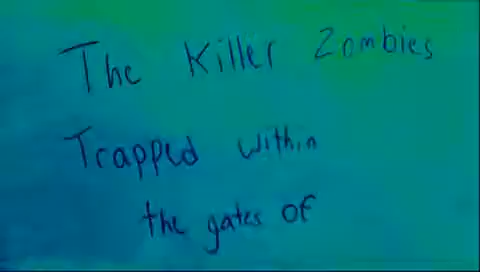 The Killer Zombies
Trapped within
the gates of